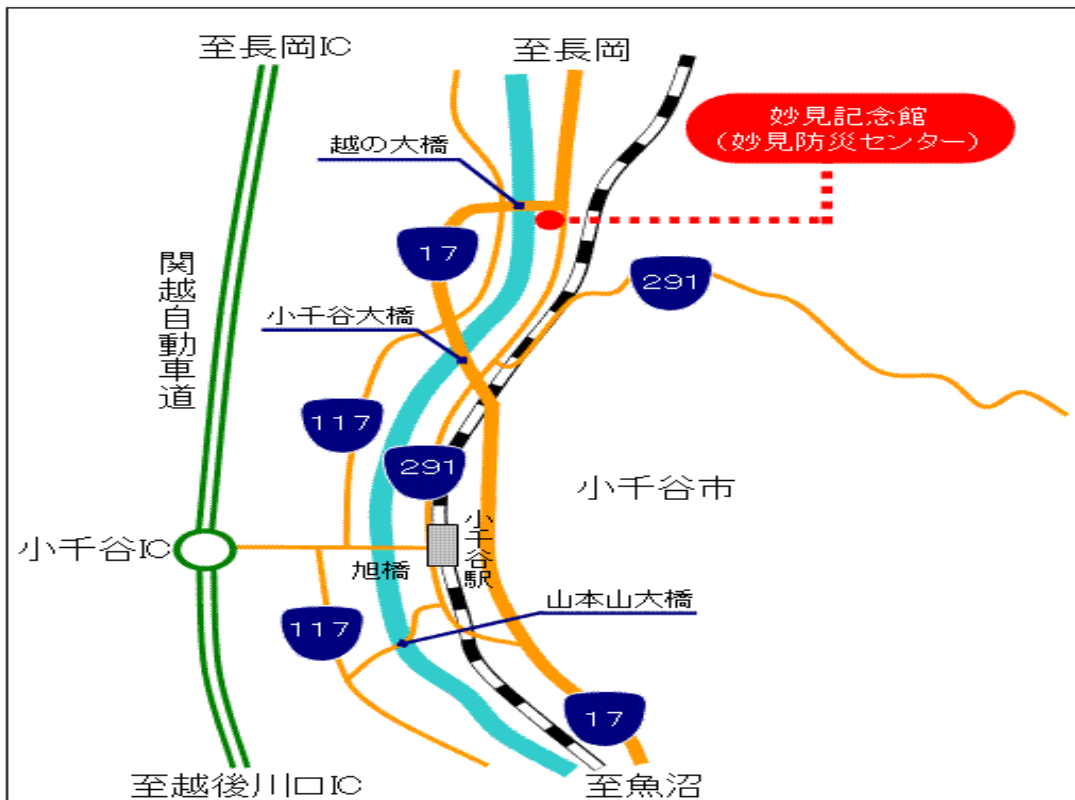 至長岡IC
至長岡
妙見記念館
（妙見防災センター）
越の大橋
17
291
関越自動車道
小千谷大橋
117
291
小千谷市
小千谷IC
小千谷駅
旭橋
山本山大橋
117
17
至越後川口IC
至魚沼